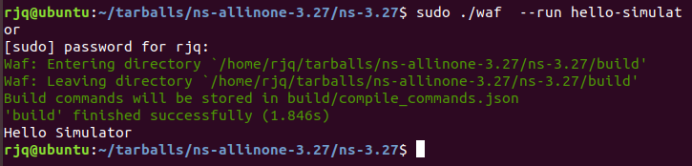 rjq@ubuntu:~/tarballs/ns-allinone-3.27/ns-3.27$ sudo ./waf  --run hello-simulat
or
[sudo] password for rjq:
Waf: Entering directory `/home/rjq/tarballs/ns-allinone-3.27/ns-3.27/build'
Waf: Leaving directory `/home/rjq/tarballs/ns-allinone-3.27/ns-3.27/build'
Build commands will be stored in build/compile_commands.json
'build' finished successfully (1.846s)
Hello Simulator
rjq@ubuntu:~/tarballs/ns-allinone-3.27/ns-3.27$